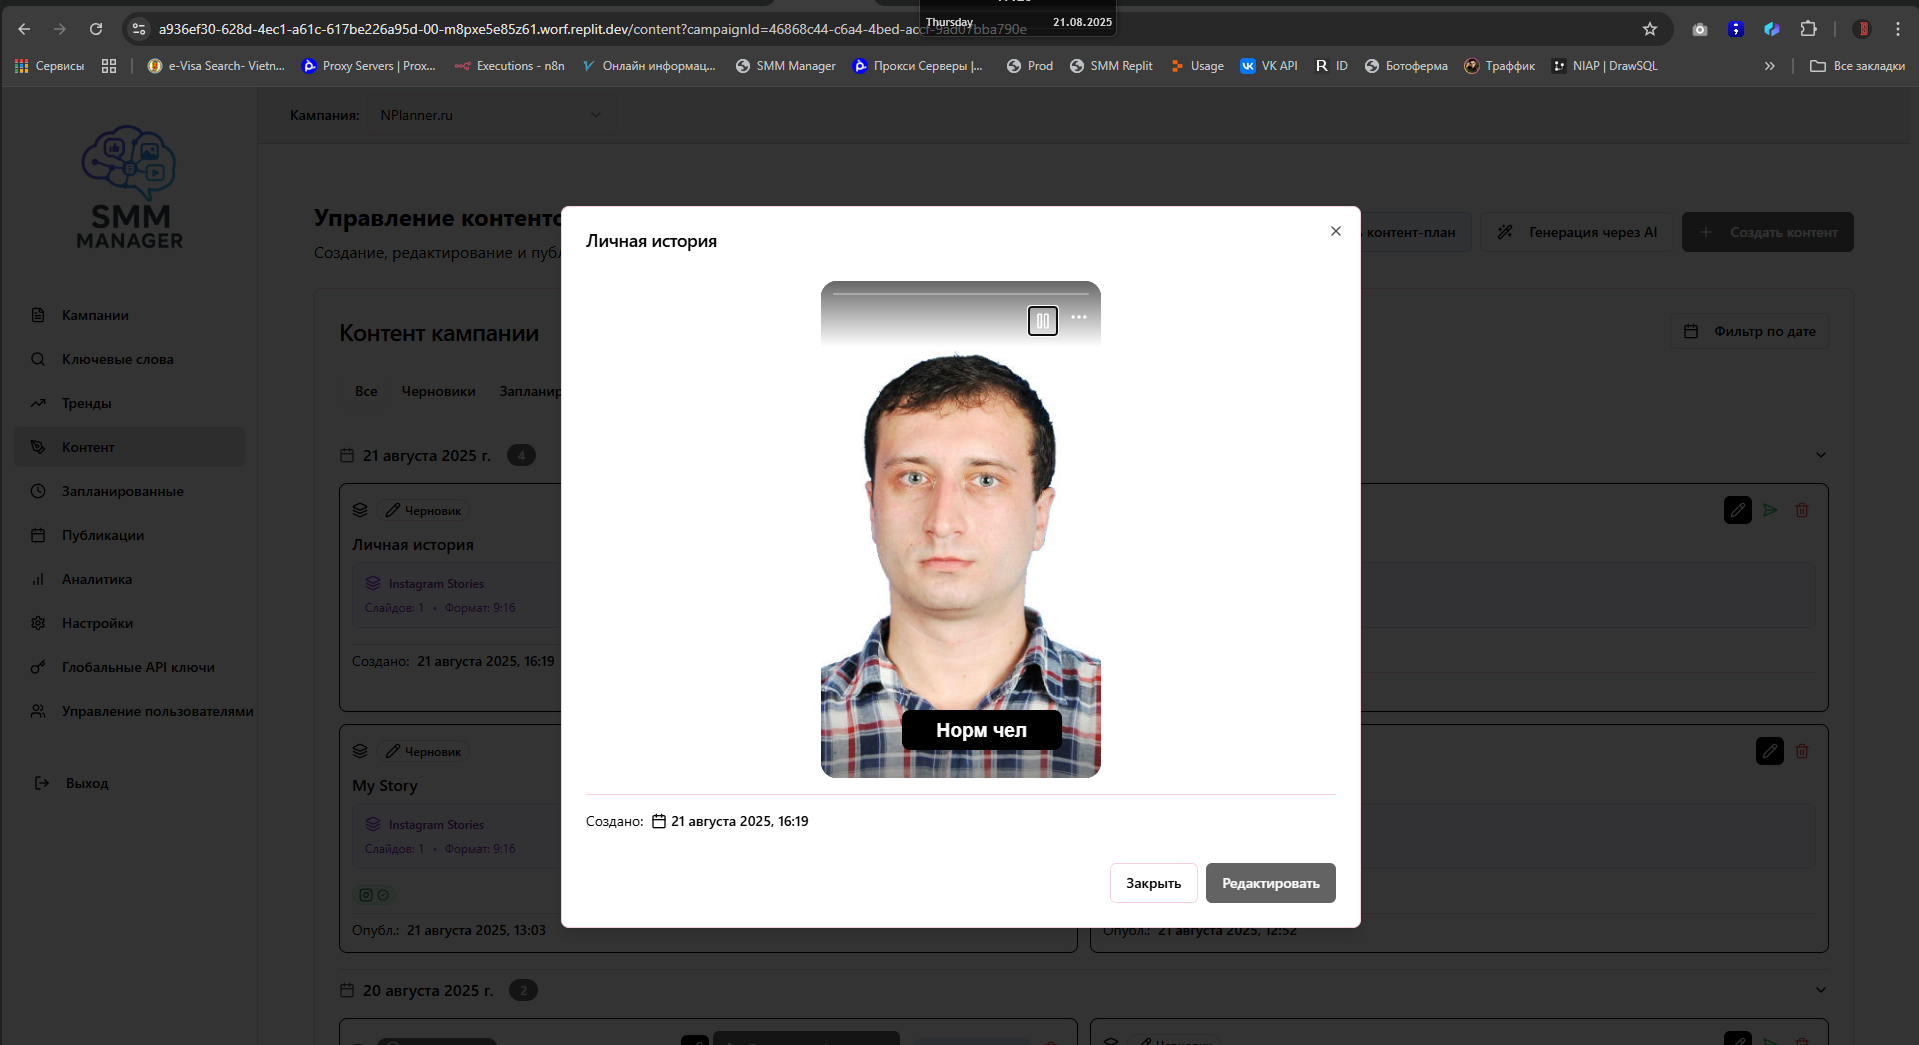 Thursday 21.08.2025
a936ef30-628d-4ec1-a61c-617be226a95d-00-m8pxe5e85z61.worf.replit.dev/content?campaignId=46868c44-c6a4-4bed-accf-9ad07bba790e
Сервисы e-Visa Search- Vietn... Proxy Servers | Prox... Executions - n8n Онлайн информац... SMM Manager Прокси Серверы |... Prod SMM Replit Usage VK API ID Ботоферма Траффик NIAP | DrawSQL » Все закладки
Кампания: NPlanner.ru
SMM
MANAGER
Кампании
Ключевые слова
Тренды
Контент
Запланированные
Публикации
Аналитика
Настройки
Глобальные API ключи
Управление пользователями
Выход
Управление контенто
Создание, редактирование и публ
контент-план
Генерация через AI
Создать контент
Контент кампании
Фильтр по дате
Все Черновики Запланир
21 августа 2025 г. 4
Черновик
Личная история
Instagram Stories
Слайдов: 1 • Формат: 9:16
Создано: 21 августа 2025, 16:19
Черновик
My Story
Instagram Stories
Слайдов: 1 • Формат: 9:16
Опубл.: 21 августа 2025, 13:03
Опубл.: 21 августа 2025, 12:52
20 августа 2025 г. 2
Черновик
Личная история
Норм чел
Создано: 21 августа 2025, 16:19
Закрыть
Редактировать